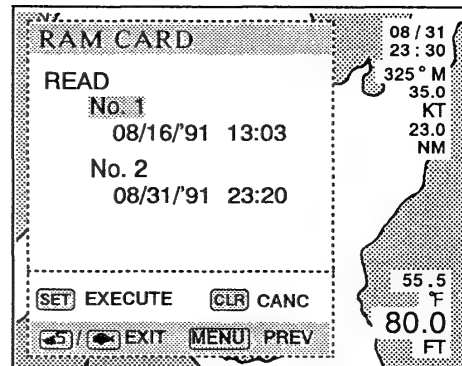 RAM CARD
READ
No. 1
08/16/'91 13:03
No. 2
08/31/'91 23:20
SET EXECUTE CLR CANC
5 / EXIT MENU PREV
08 / 31
23 : 30
325° M
35.0
KT
23.0
NM
55.5
°F
80.0
FT